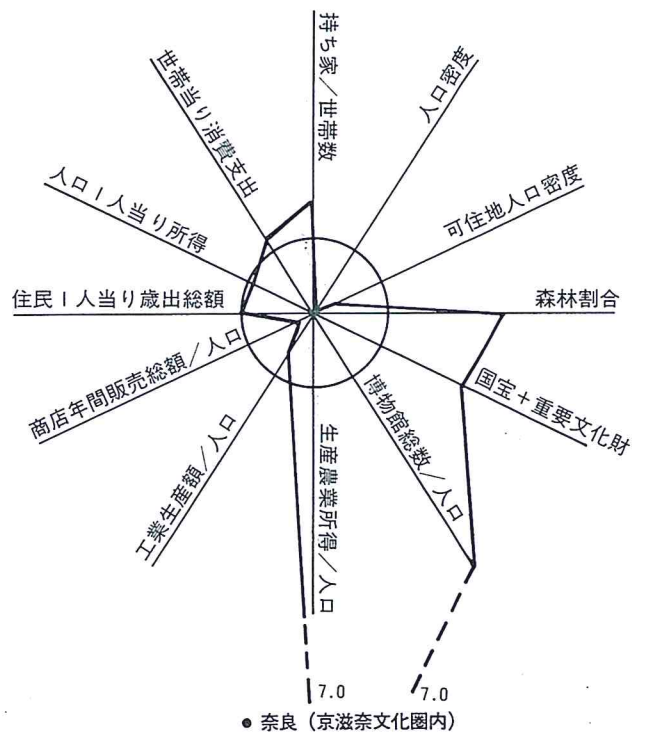 持ち家/世帯数
人口密度
可住地人口密度
森林割合
国宝+重要文化財
博物館総数/人口
生産農業所得/人口
工業生産額/人口
商店年間販売総額/人口
住民1人当り歳出総額
人口1人当り所得
世帯当り消費支出
7.0
7.0
● 奈良(京滋奈文化圏内)